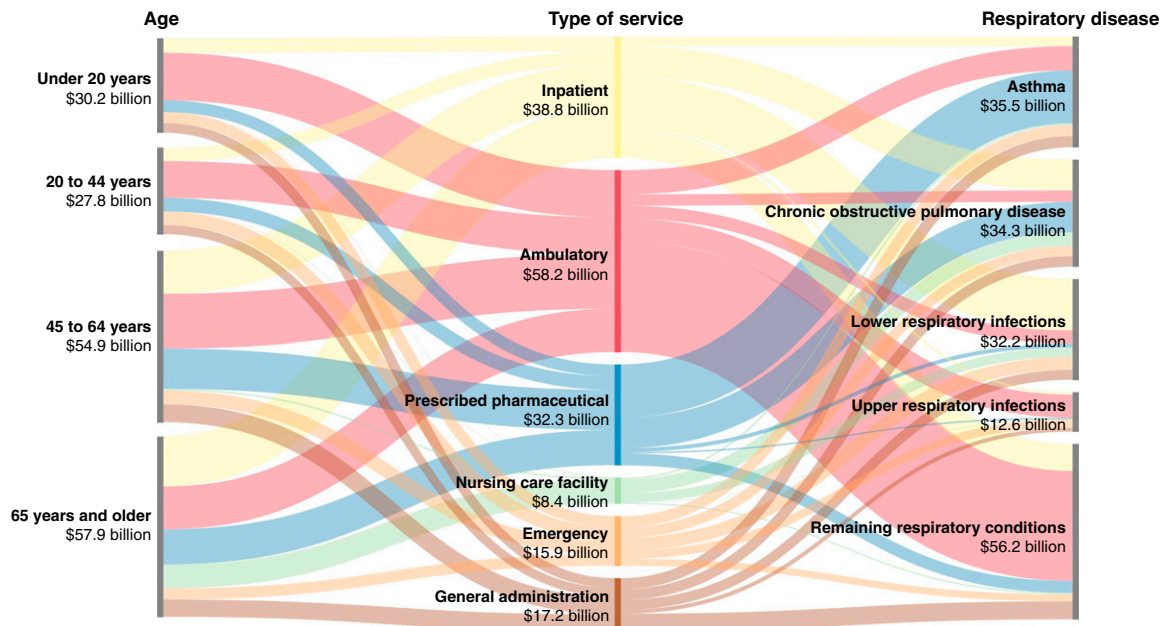 Age
Type of service
Respiratory disease
Under 20 years
$30.2 billion
20 to 44 years
$27.8 billion
45 to 64 years
$54.9 billion
65 years and older
$57.9 billion
Inpatient
$38.8 billion
Ambulatory
$58.2 billion
Prescribed pharmaceutical
$32.3 billion
Nursing care facility
$8.4 billion
Emergency
$15.9 billion
General administration
$17.2 billion
Asthma
$35.5 billion
Chronic obstructive pulmonary disease
$34.3 billion
Lower respiratory infections
$32.2 billion
Upper respiratory infections
$12.6 billion
Remaining respiratory conditions
$56.2 billion